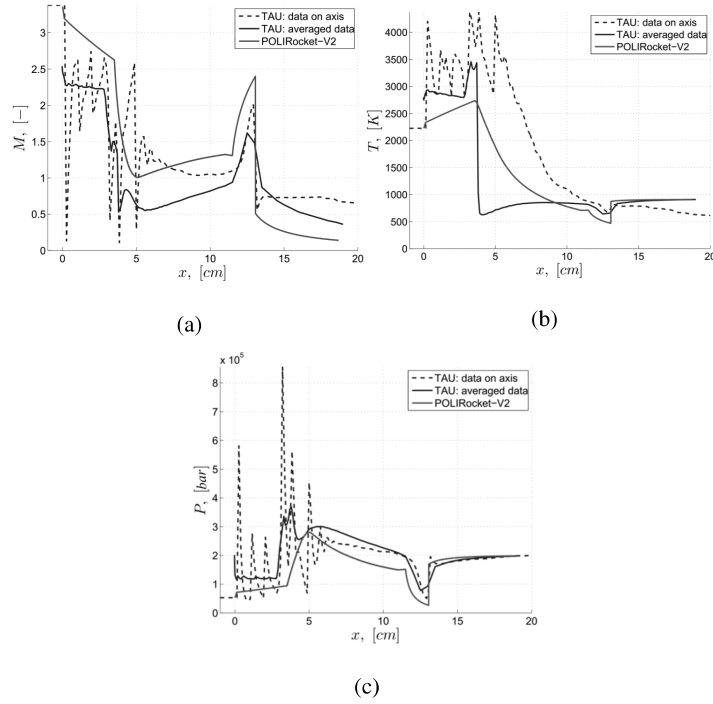 TAU: data on axis
TAU: averaged data
POLIRocket−V2
3
2.5
2
1.5
1
0.5
0
M, [−]
0 5 10 15 20
x, [cm]
(a)
TAU: data on axis
TAU: averaged data
POLIRocket−V2
4000
3500
3000
2500
2000
1500
1000
500
0
T, [K]
0 5 10 15 20
x, [cm]
(b)
x 10^5
TAU: data on axis
TAU: averaged data
POLIRocket−V2
8
7
6
5
4
3
2
1
0
P, [bar]
0 5 10 15 20
x, [cm]
(c)